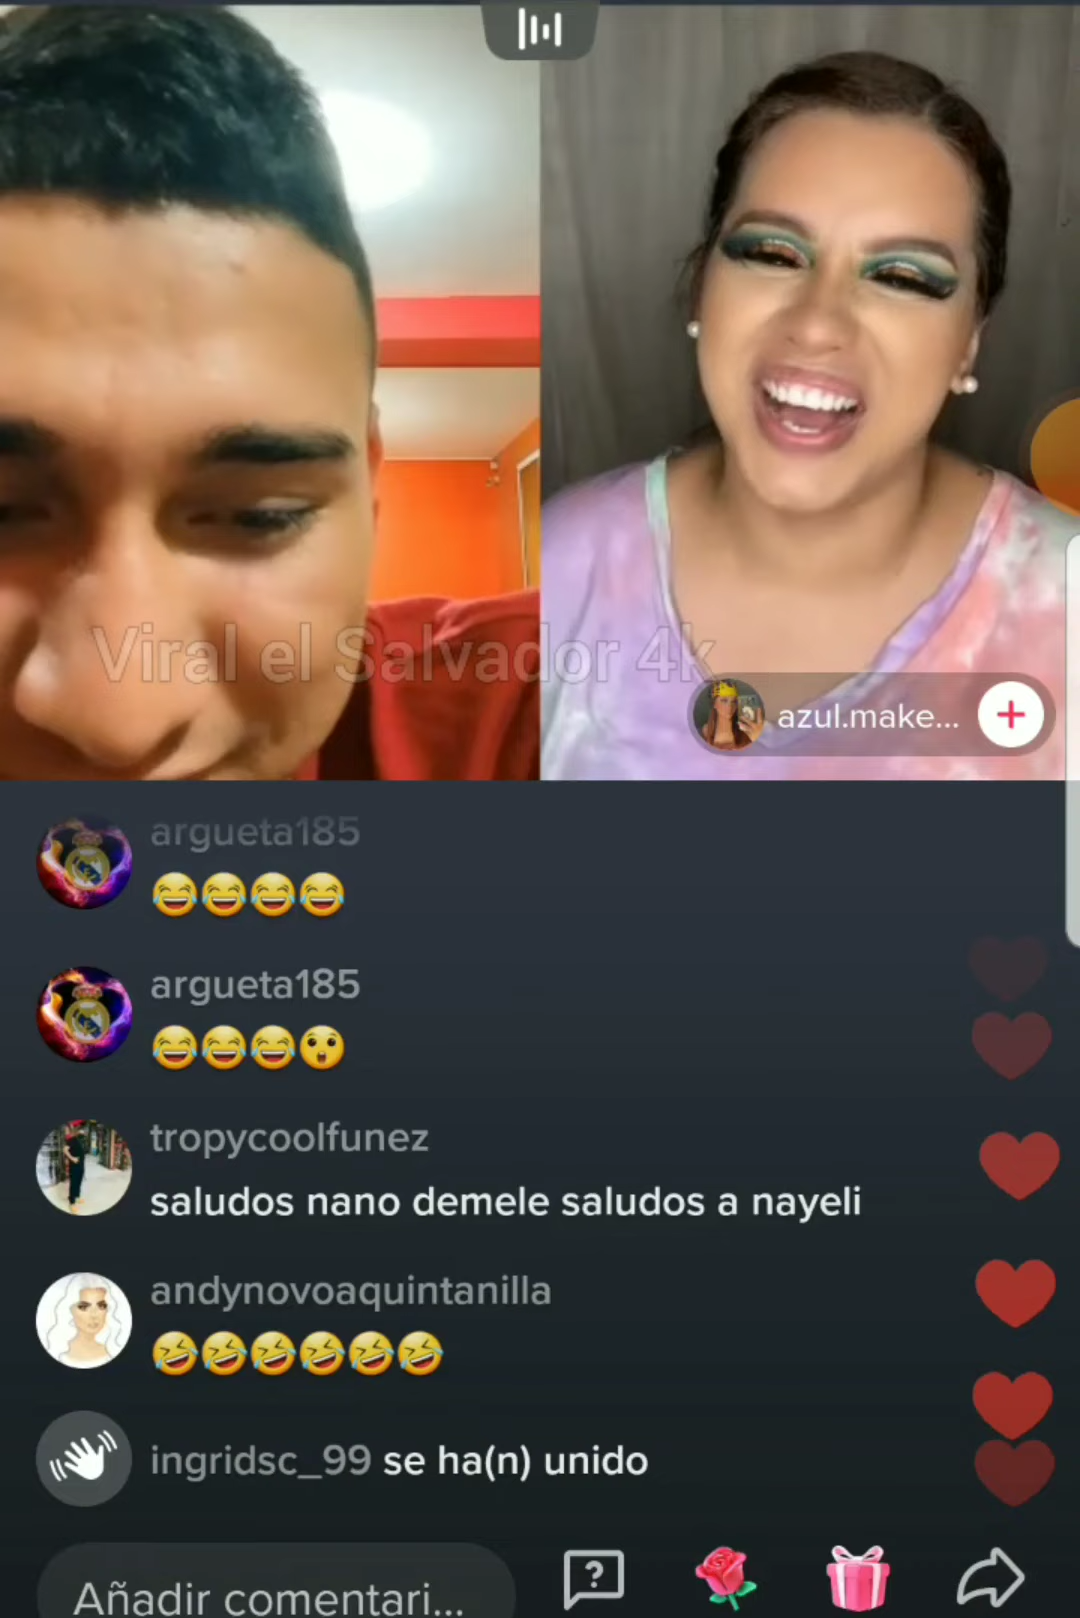 Viral el Salvador 4k
azul.make...
argueta185
😂😂😂😂
argueta185
😂😂😂😲
tropycoolfunez
saludos nano demele saludos a nayeli
andynovoaquintanilla
🤣🤣🤣🤣🤣🤣
ingridsc_99 se ha(n) unido
Añadir comentari...